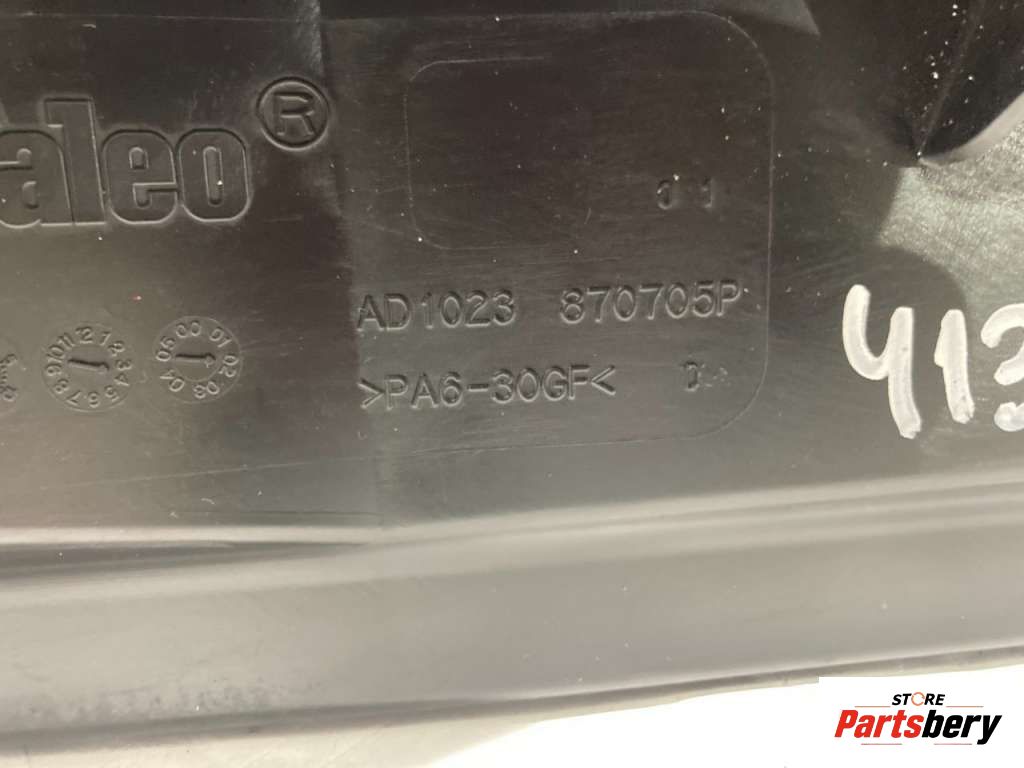 aleo®
AD1023 870705P
>PA6-30GF<
413
STORE
Partsbery